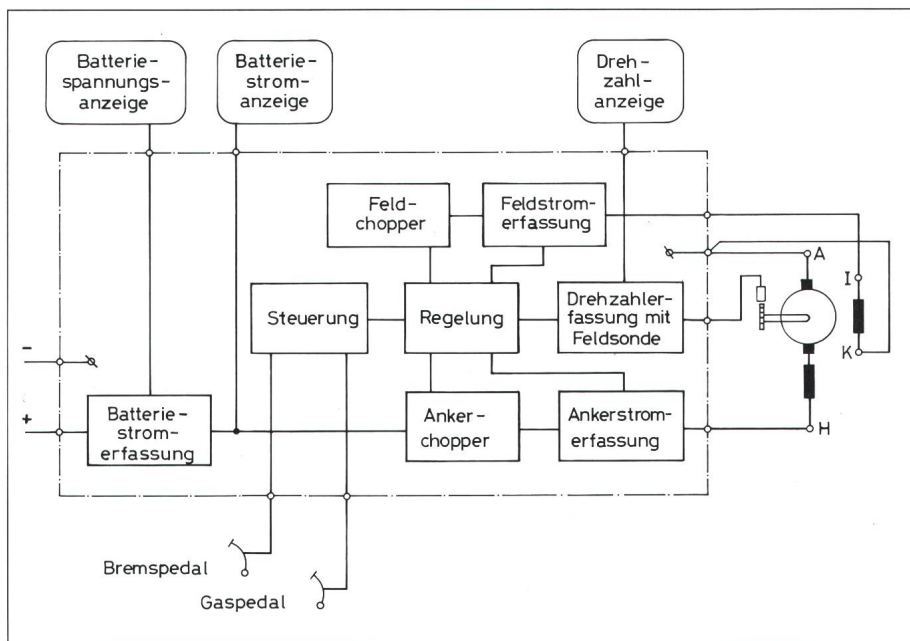 Batterie-
spannungs-
anzeige
Batterie-
strom-
anzeige
Dreh-
zahl-
anzeige
Feld-
chopper
Feldstrom-
erfassung
A
I
Steuerung
Regelung
Drehzahler-
fassung mit
Feldsonde
K
-
+
Batterie-
strom-
erfassung
Anker-
chopper
Ankerstrom-
erfassung
H
Bremspedal
Gaspedal